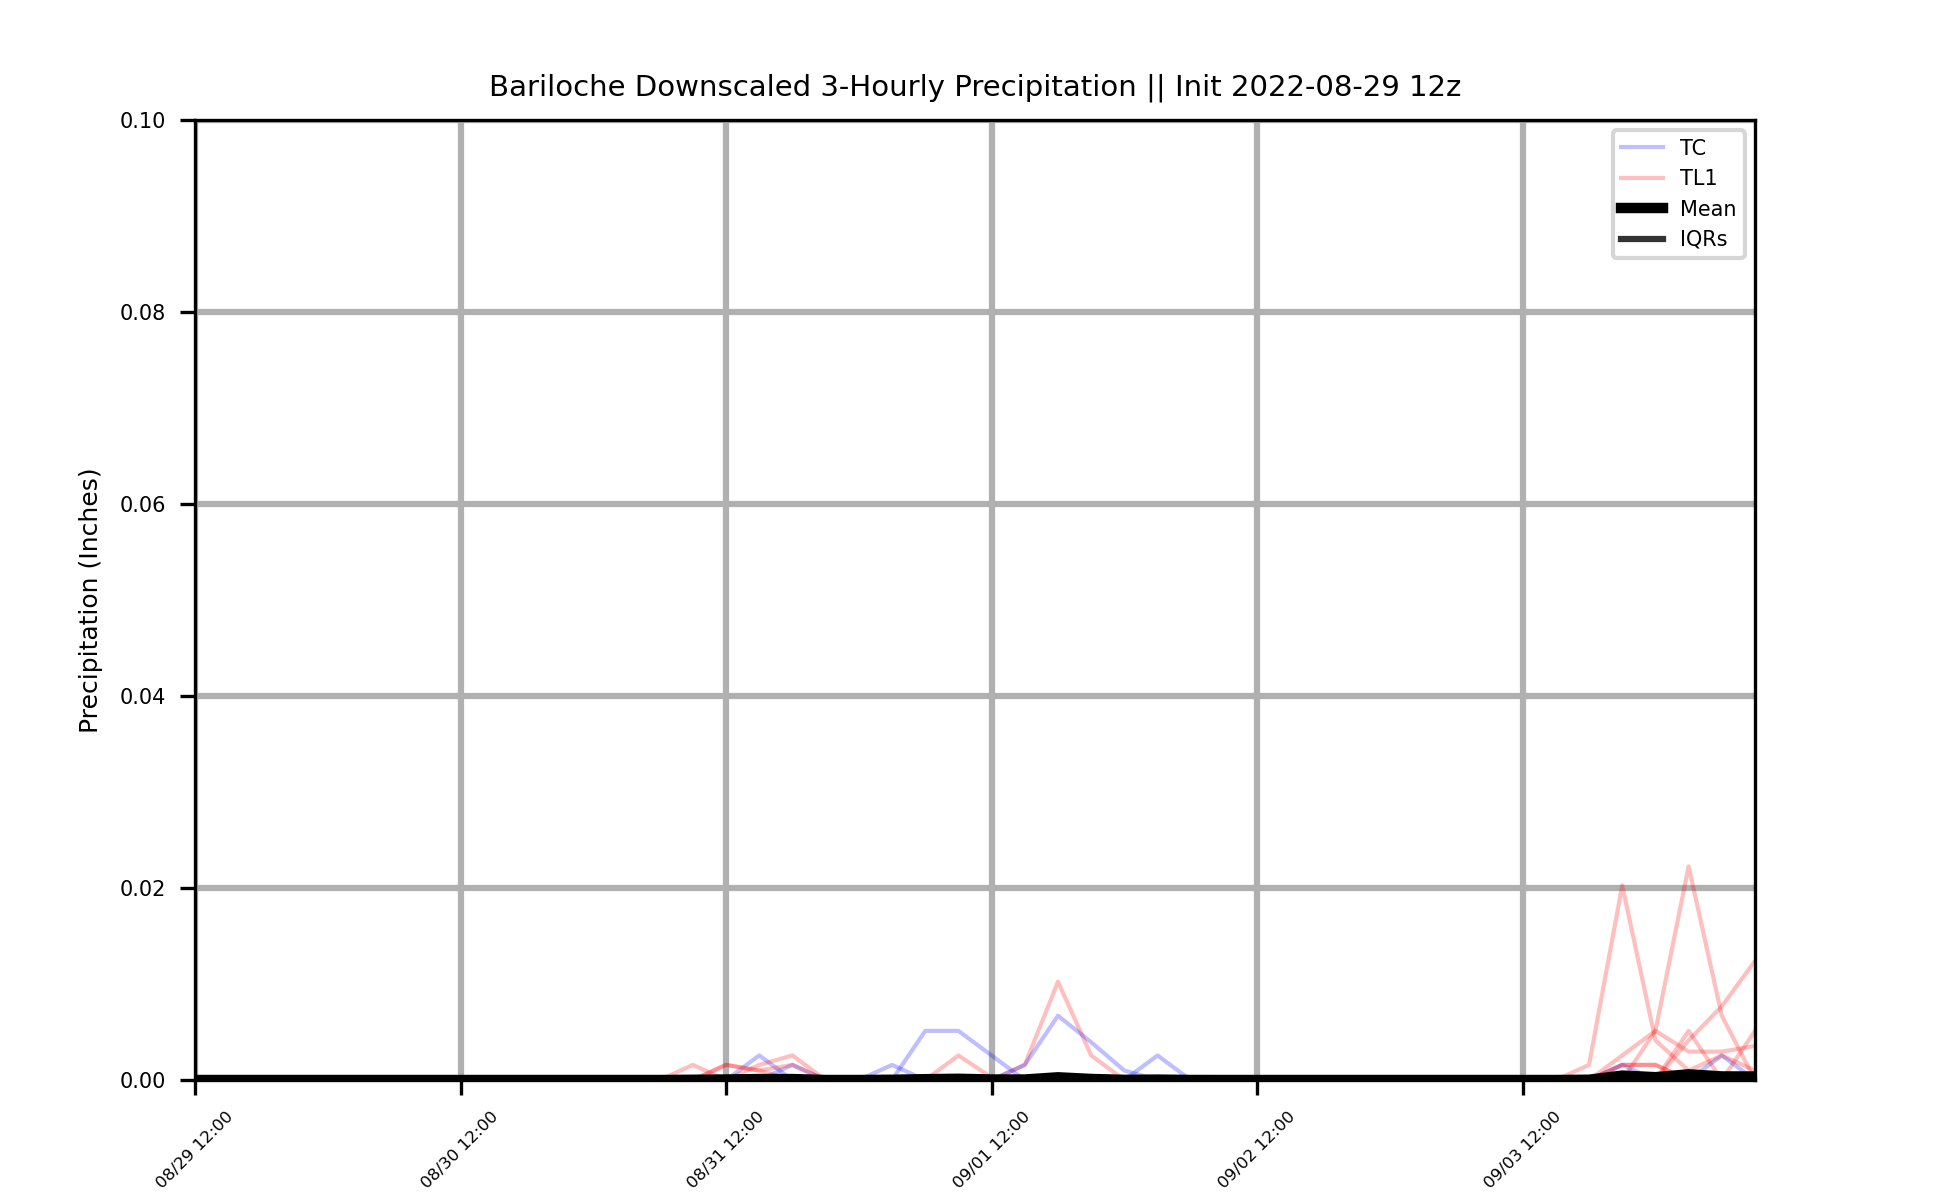 Bariloche Downscaled 3-Hourly Precipitation || Init 2022-08-29 12z
TC
TL1
Mean
IQRs
Precipitation (Inches)
0.10
0.08
0.06
0.04
0.02
0.00
08/29 12:00
08/30 12:00
08/31 12:00
09/01 12:00
09/02 12:00
09/03 12:00